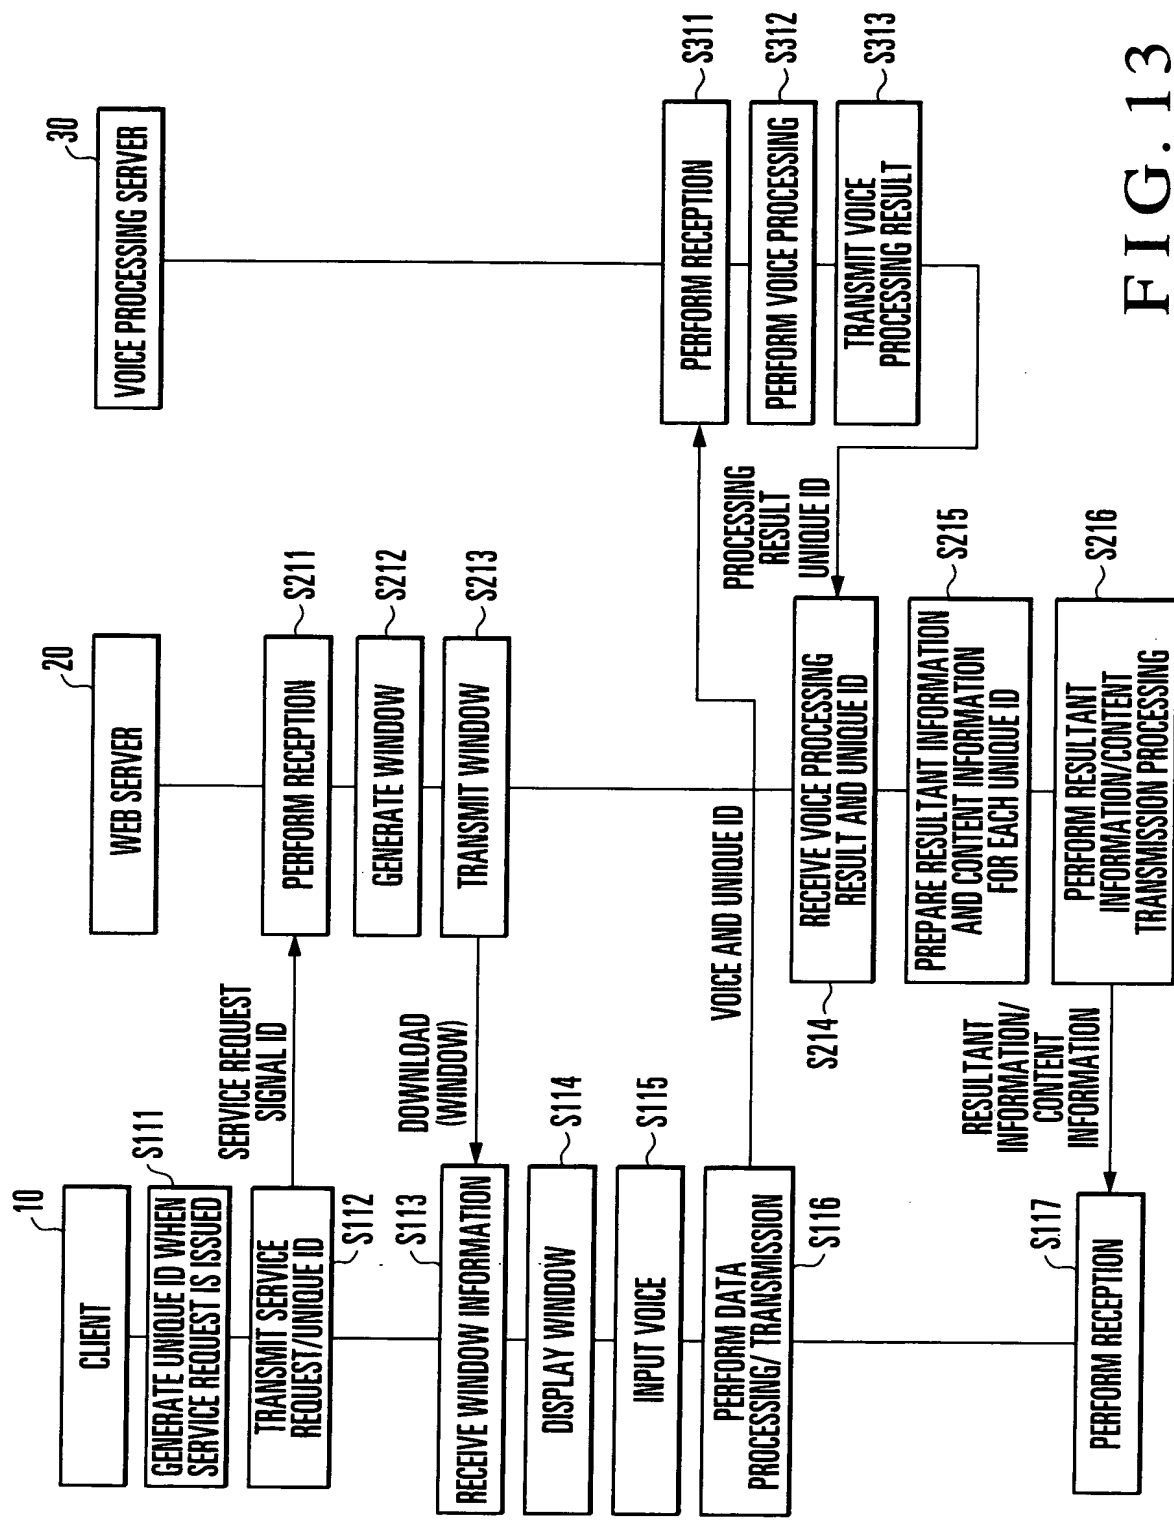 10
CLIENT
S111
GENERATE UNIQUE ID WHEN
SERVICE REQUEST IS ISSUED
TRANSMIT SERVICE
REQUEST/UNIQUE ID
S112
SERVICE REQUEST
SIGNAL ID
S113
RECEIVE WINDOW INFORMATION
DOWNLOAD
(WINDOW)
S114
DISPLAY WINDOW
S115
INPUT VOICE
PERFORM DATA
PROCESSING/ TRANSMISSION
S116
VOICE AND UNIQUE ID
S117
PERFORM RECEPTION
RESULTANT
INFORMATION/
CONTENT
INFORMATION
20
WEB SERVER
S211
PERFORM RECEPTION
S212
GENERATE WINDOW
S213
TRANSMIT WINDOW
S214
RECEIVE VOICE PROCESSING
RESULT AND UNIQUE ID
S215
PREPARE RESULTANT INFORMATION
AND CONTENT INFORMATION
FOR EACH UNIQUE ID
S216
PERFORM RESULTANT
INFORMATION/CONTENT
TRANSMISSION PROCESSING
30
VOICE PROCESSING SERVER
S311
PERFORM RECEPTION
S312
PERFORM VOICE PROCESSING
S313
TRANSMIT VOICE
PROCESSING RESULT
PROCESSING
RESULT
UNIQUE ID
FIG. 13